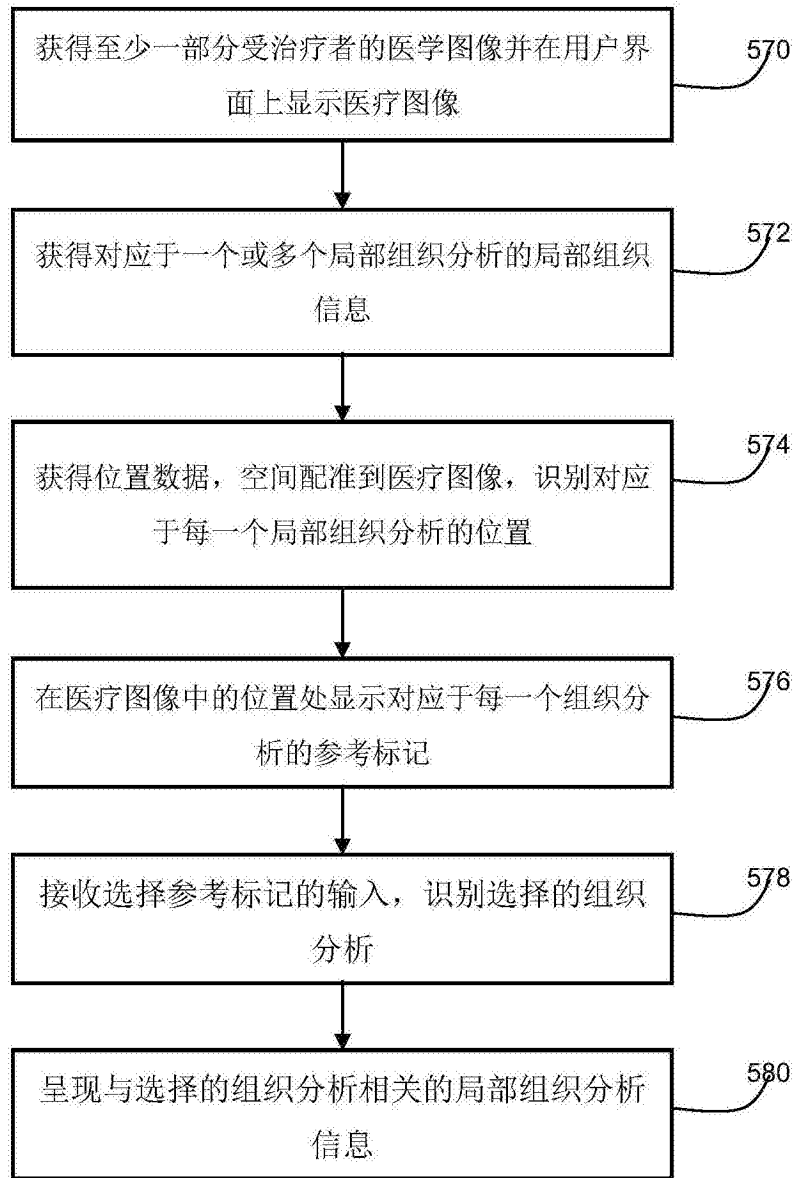 获得至少一部分受治疗者的医学图像并在用户界
面上显示医疗图像
570
获得对应于一个或多个局部组织分析的局部组织
信息
572
获得位置数据，空间配准到医疗图像，识别对应
于每一个局部组织分析的位置
574
在医疗图像中的位置处显示对应于每一个组织分
析的参考标记
576
接收选择参考标记的输入，识别选择的组织
分析
578
呈现与选择的组织分析相关的局部组织分析
信息
580